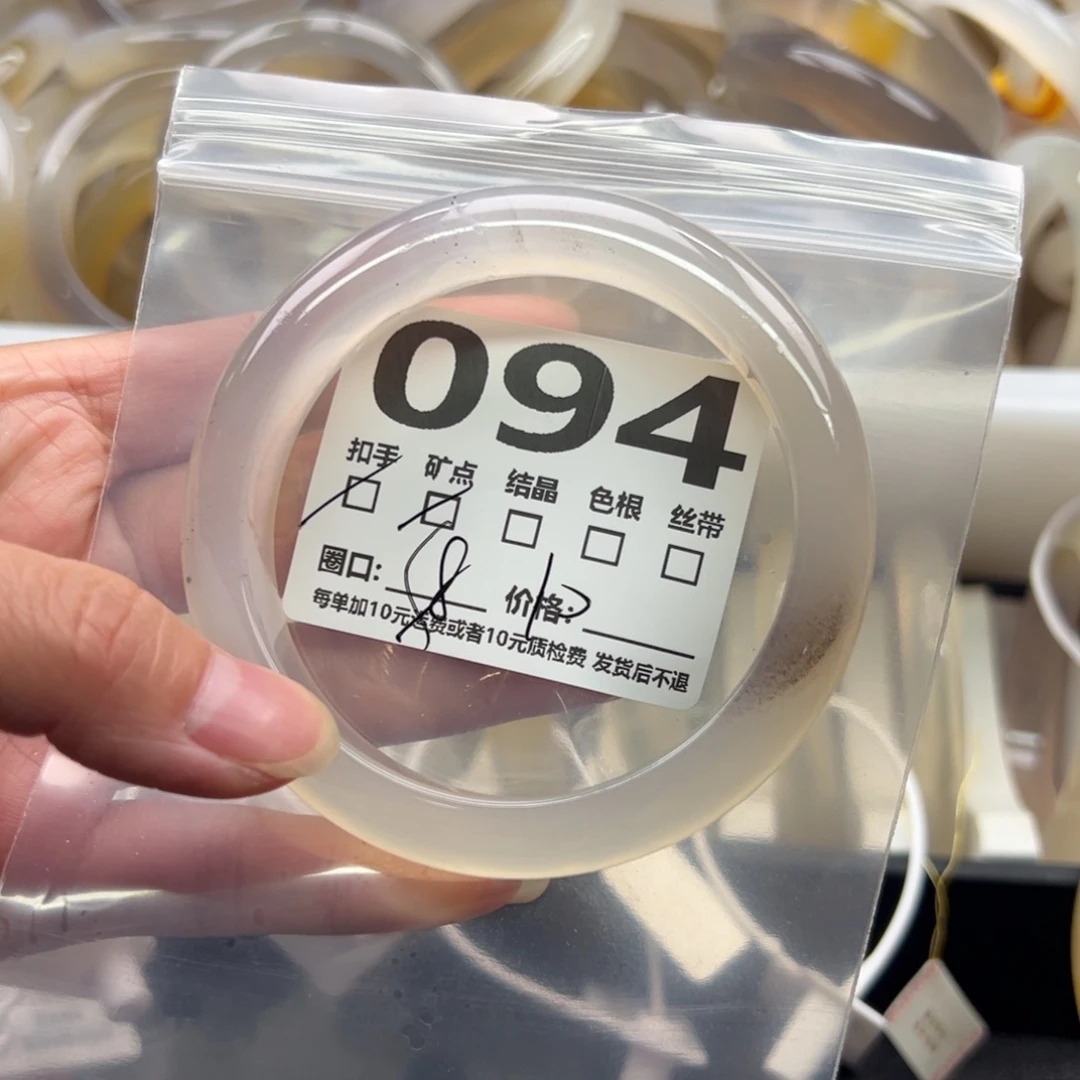 094
扣手 矿点 结晶 色根 丝带
圈口: 价格:
每单加10元运费或者10元质检费 发货后不退